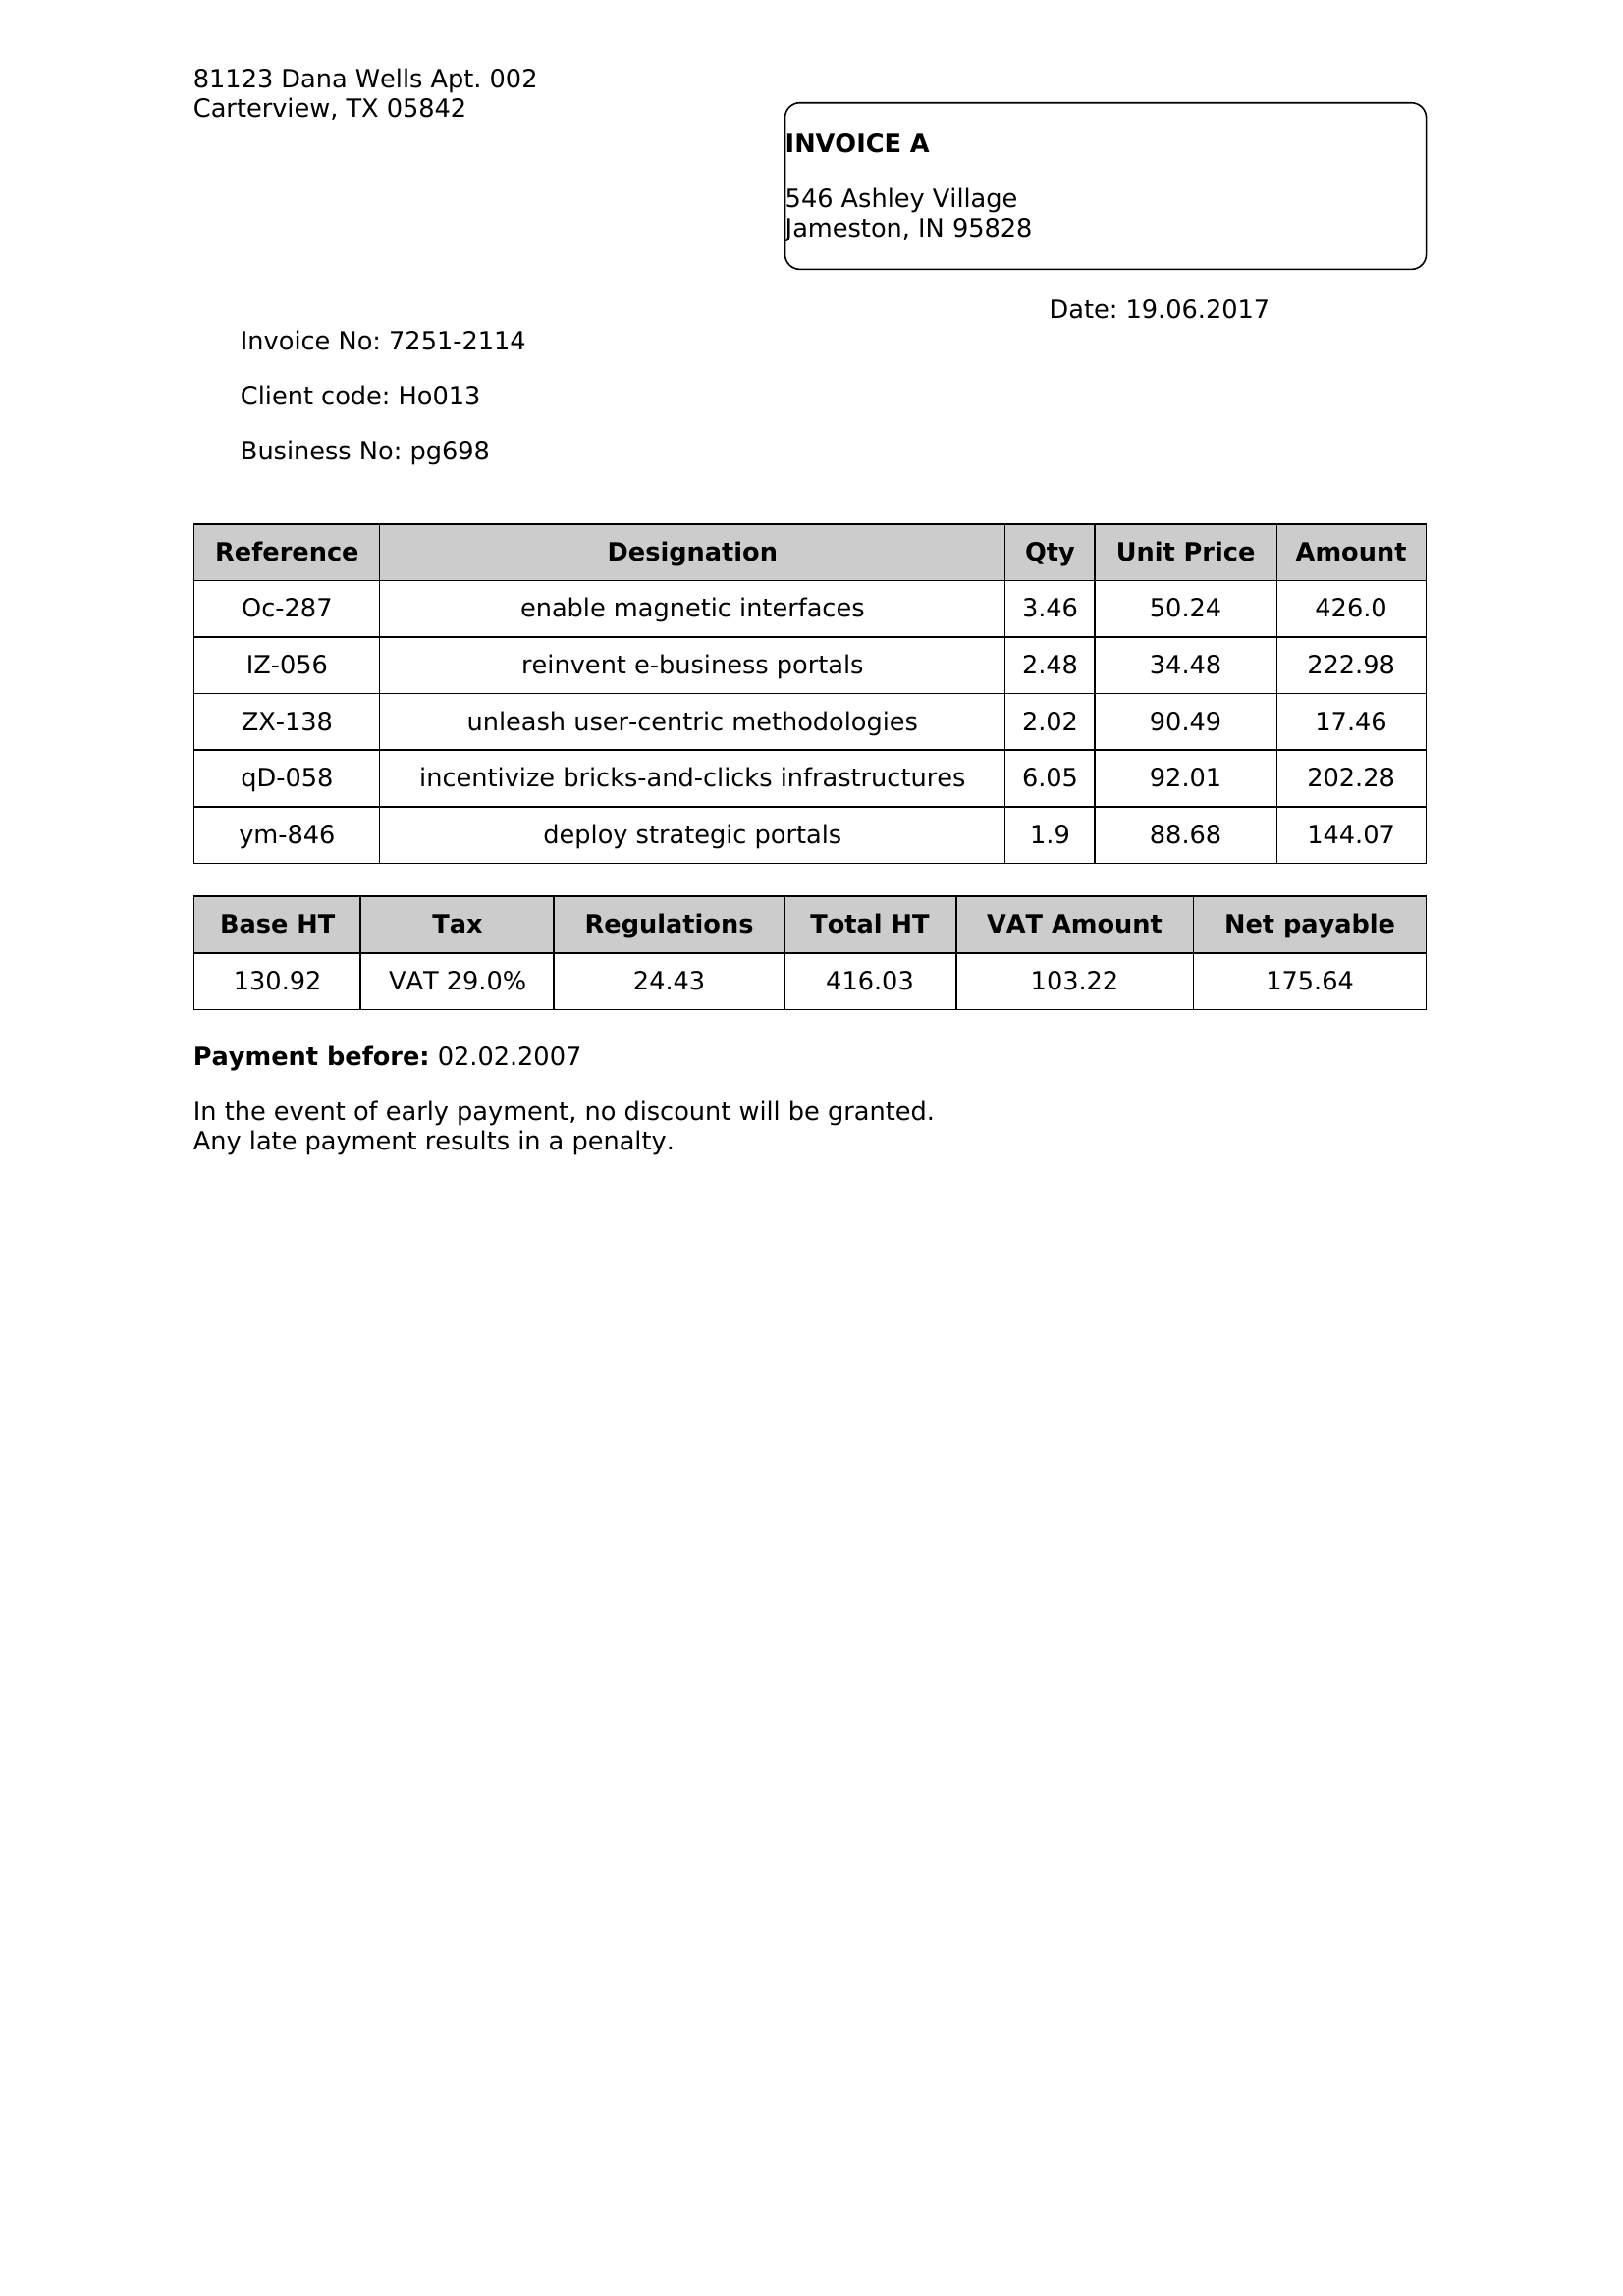 81123 Dana Wells Apt. 002
Carterview, TX 05842
INVOICE A
546 Ashley Village
Jameston, IN 95828
Date: 19.06.2017
Invoice No: 7251-2114
Client code: Ho013
Business No: pg698
Reference Designation Qty Unit Price Amount
Oc-287 enable magnetic interfaces 3.46 50.24 426.0
IZ-056 reinvent e-business portals 2.48 34.48 222.98
ZX-138 unleash user-centric methodologies 2.02 90.49 17.46
qD-058 incentivize bricks-and-clicks infrastructures 6.05 92.01 202.28
ym-846 deploy strategic portals 1.9 88.68 144.07
Base HT Tax Regulations Total HT VAT Amount Net payable
130.92 VAT 29.0% 24.43 416.03 103.22 175.64
Payment before: 02.02.2007
In the event of early payment, no discount will be granted.
Any late payment results in a penalty.